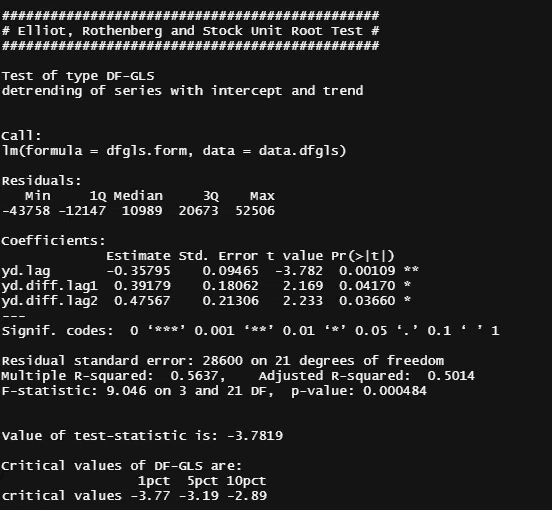 ###############################################
# Elliot, Rothenberg and Stock Unit Root Test #
###############################################

Test of type DF-GLS
detrending of series with intercept and trend


Call:
lm(formula = dfgls.form, data = data.dfgls)

Residuals:
   Min     1Q Median     3Q    Max
-43758 -12147  10989  20673  52506

Coefficients:
             Estimate Std. Error t value Pr(>|t|)
yd.lag       -0.35795    0.09465  -3.782  0.00109 **
yd.diff.lag1  0.39179    0.18062   2.169  0.04170 *
yd.diff.lag2  0.47567    0.21306   2.233  0.03660 *
---
Signif. codes:  0 ‘***’ 0.001 ‘**’ 0.01 ‘*’ 0.05 ‘.’ 0.1 ‘ ’ 1

Residual standard error: 28600 on 21 degrees of freedom
Multiple R-squared:  0.5637,    Adjusted R-squared:  0.5014
F-statistic: 9.046 on 3 and 21 DF,  p-value: 0.000484


Value of test-statistic is: -3.7819

Critical values of DF-GLS are:
                 1pct  5pct 10pct
critical values -3.77 -3.19 -2.89